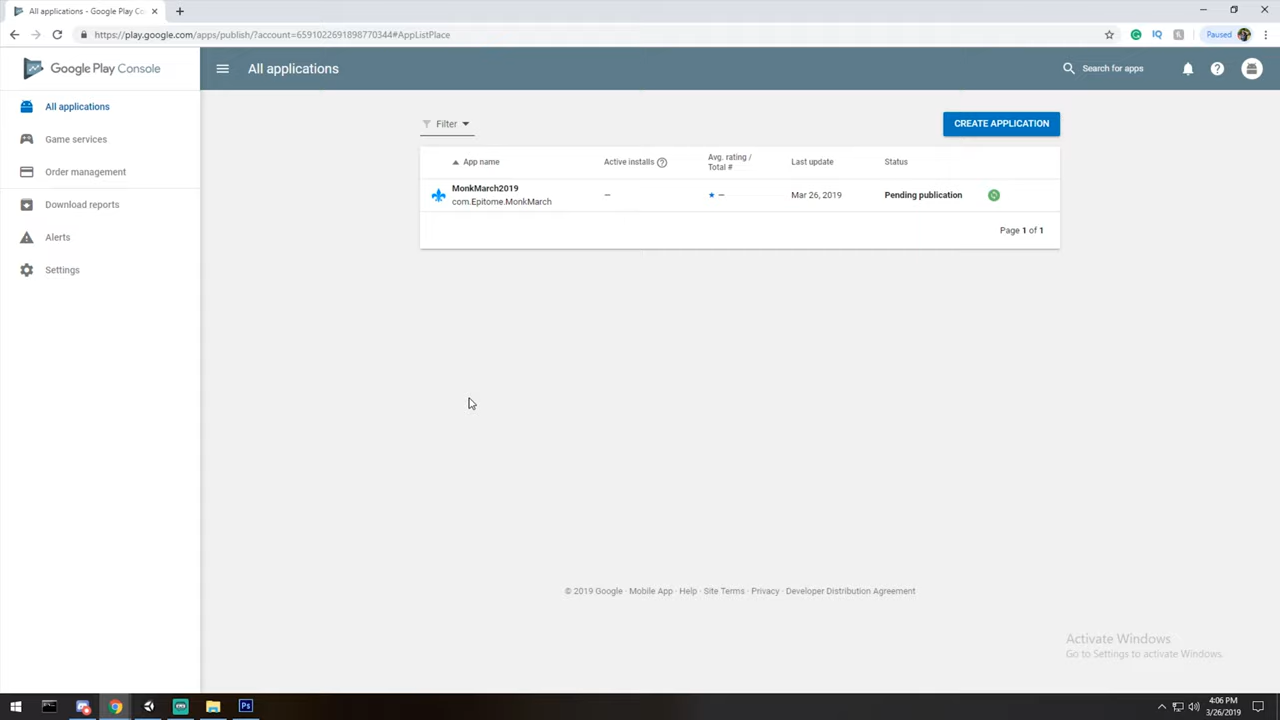 All applications - Google Play Co
https://play.google.com/apps/publish/?account=6591022691898770344#AppListPlace
IQ
Paused
Google Play Console
All applications
Search for apps
All applications
Game services
Order management
Download reports
Alerts
Settings
Filter
CREATE APPLICATION
App name
Active installs
Avg. rating /
Total #
Last update
Status
MonkMarch2019
com.Epitome.MonkMarch
–
–
Mar 26, 2019
Pending publication
Page 1 of 1
© 2019 Google · Mobile App · Help · Site Terms · Privacy · Developer Distribution Agreement
Activate Windows
Go to Settings to activate Windows.
Ps
4:06 PM
3/26/2019